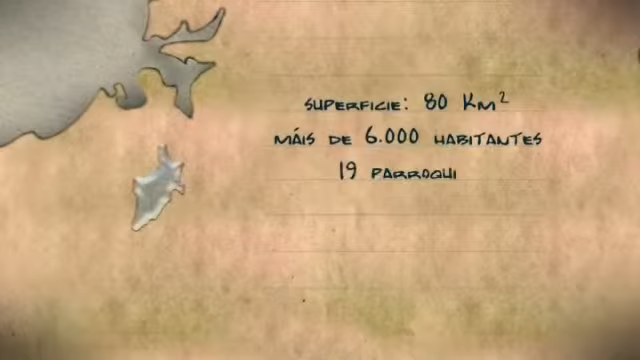 SUPERFICIE: 80 KM²
MÁIS DE 6.000 HABITANTES
19 PARROQUI